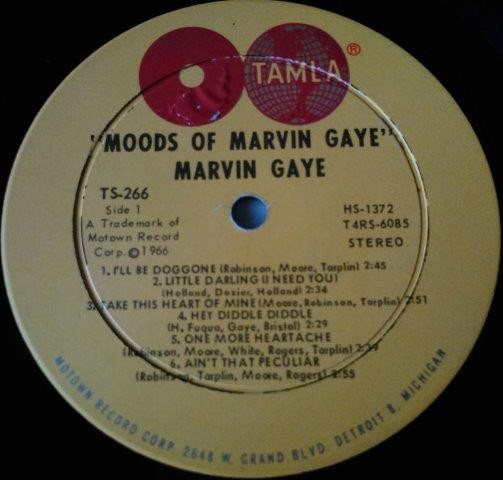 TAMLA ®
"MOODS OF MARVIN GAYE"
MARVIN GAYE
TS-266
Side 1
A Trademark of
Motown Record
Corp. ©1966
HS-1372
T4RS-6085
STEREO
1. I'LL BE DOGGONE (Robinson, Moore, Tarplin) 2:45
2. LITTLE DARLING (I NEED YOU)
(Holland, Dozier, Holland) 2:34
3. TAKE THIS HEART OF MINE (Moore, Robinson, Tarplin) 2:51
4. HEY DIDDLE DIDDLE
(H. Fuqua, Gaye, Bristol) 2:29
5. ONE MORE HEARTACHE
(Robinson, Moore, White, Rogers, Tarplin) 2:39
6. AIN'T THAT PECULIAR
(Robinson, Tarplin, Moore, Rogers) 2:55
MOTOWN RECORD CORP. 2648 W. GRAND BLVD. DETROIT 8, MICHIGAN